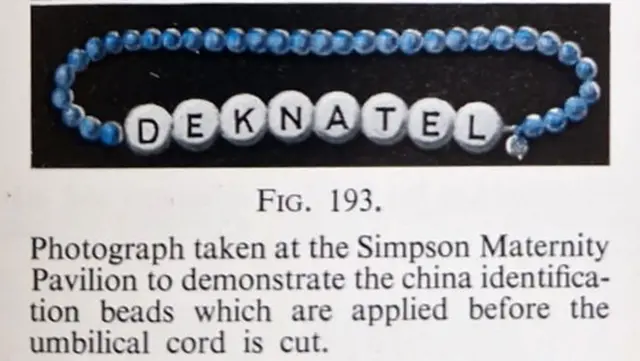 DEKNATEL
FIG. 193.
Photograph taken at the Simpson Maternity
Pavilion to demonstrate the china identifica-
tion beads which are applied before the
umbilical cord is cut.